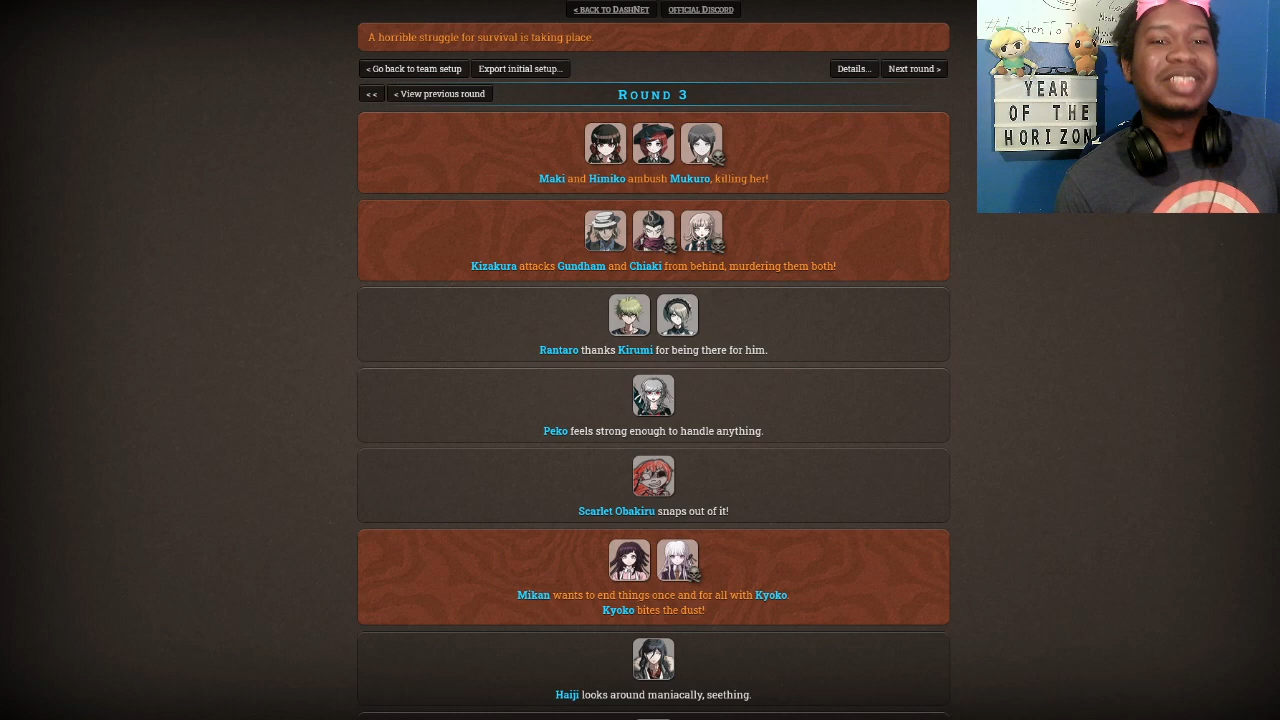 < BACK TO DASHNET
OFFICIAL DISCORD
A horrible struggle for survival is taking place.
< Go back to team setup
Export initial setup...
Details...
Next round >
< <
< View previous round
ROUND 3
Maki and Himiko ambush Mukuro, killing her!
Kizakura attacks Gundham and Chiaki from behind, murdering them both!
Rantaro thanks Kirumi for being there for him.
Peko feels strong enough to handle anything.
Scarlet Obakiru snaps out of it!
Mikan wants to end things once and for all with Kyoko.
Kyoko bites the dust!
Haiji looks around maniacally, seething.
YEAR
OF THE
HORIZON